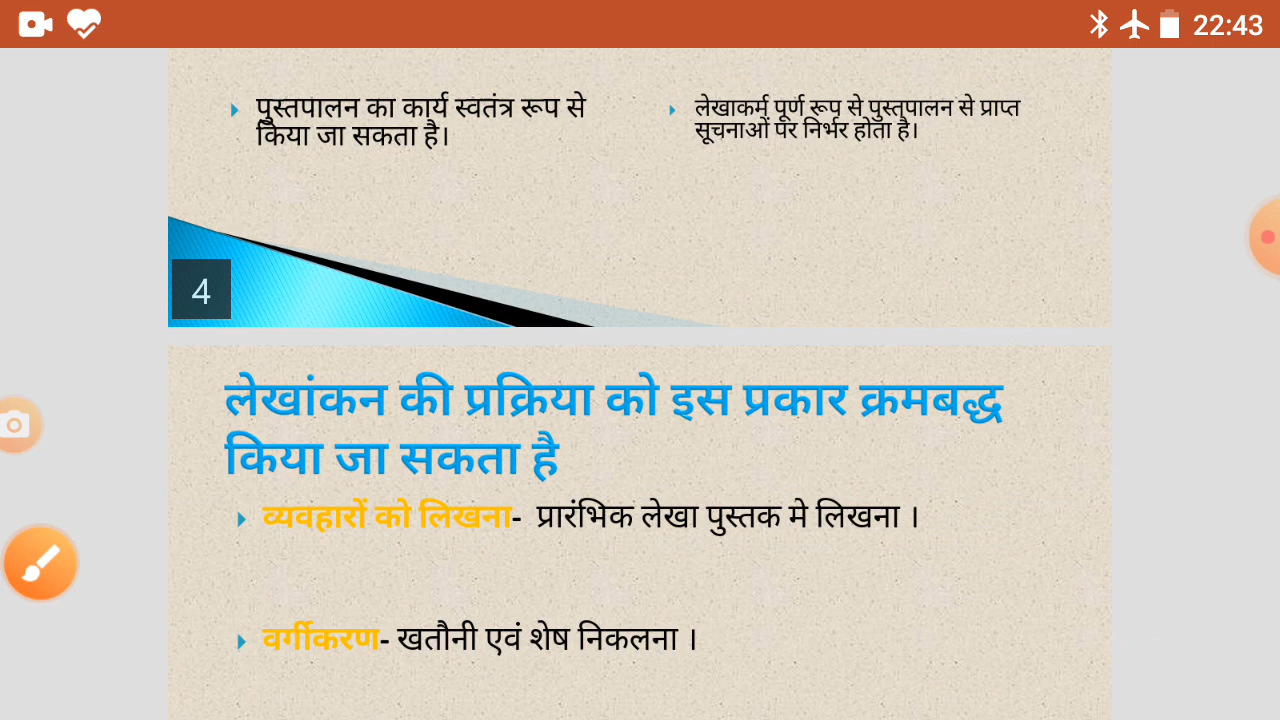 22:43
पुस्तपालन का कार्य स्वतंत्र रूप से
किया जा सकता है।
लेखाकर्म पूर्ण रूप से पुस्तपालन से प्राप्त
सूचनाओं पर निर्भर होता है।
4
लेखांकन की प्रक्रिया को इस प्रकार क्रमबद्ध
किया जा सकता है
व्यवहारों को लिखना- प्रारंभिक लेखा पुस्तक मे लिखना ।
वर्गीकरण- खतौनी एवं शेष निकलना ।